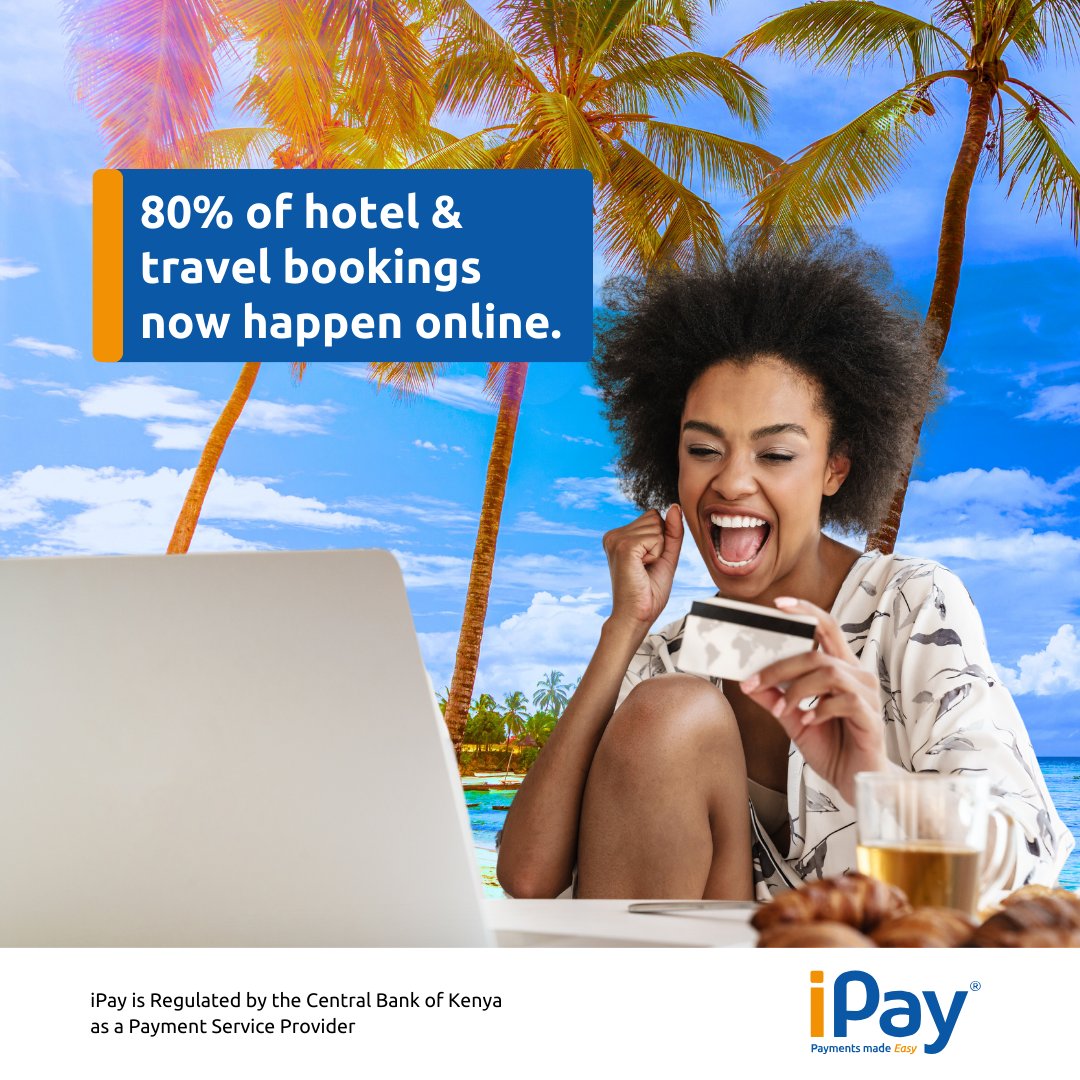 80% of hotel &
travel bookings
now happen online.
iPay is Regulated by the Central Bank of Kenya
as a Payment Service Provider
iPay®
Payments made Easy